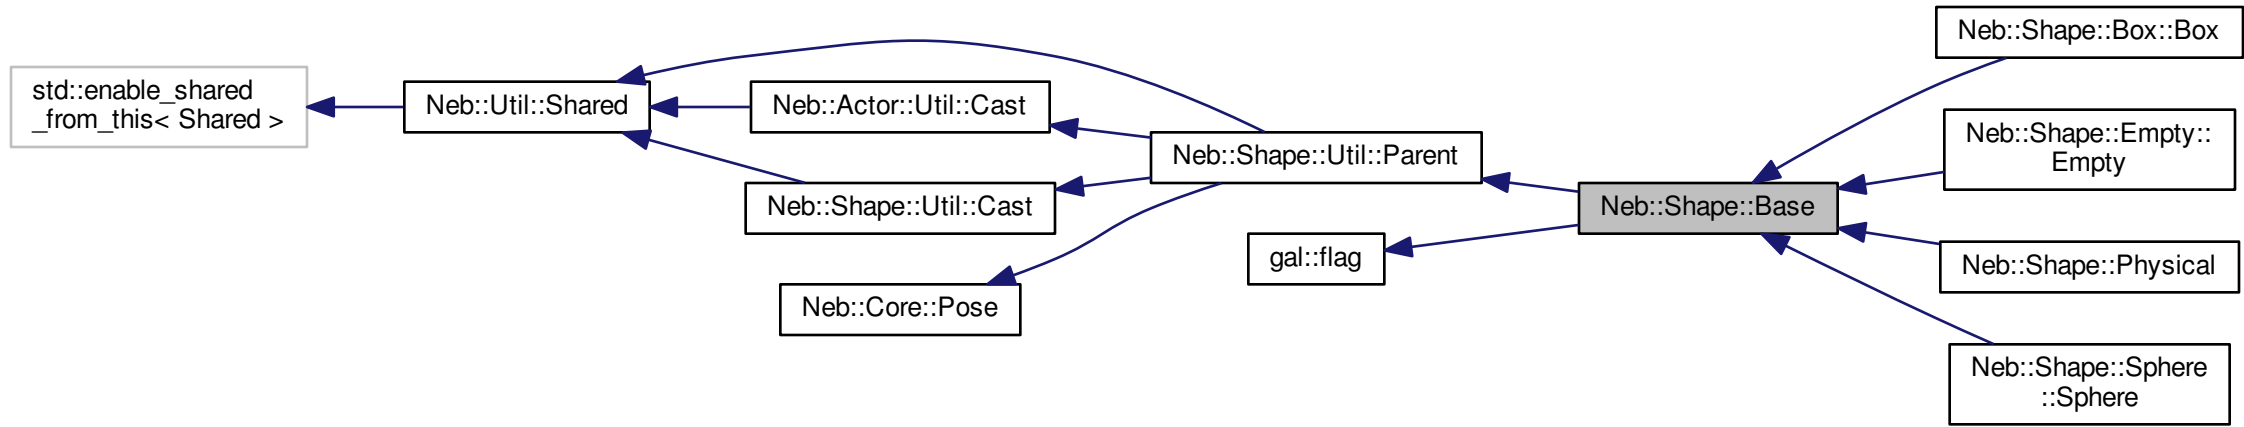 std::enable_shared
_from_this< Shared >
Neb::Util::Shared
Neb::Actor::Util::Cast
Neb::Shape::Util::Cast
Neb::Core::Pose
Neb::Shape::Util::Parent
gal::flag
Neb::Shape::Base
Neb::Shape::Box::Box
Neb::Shape::Empty::
Empty
Neb::Shape::Physical
Neb::Shape::Sphere
::Sphere